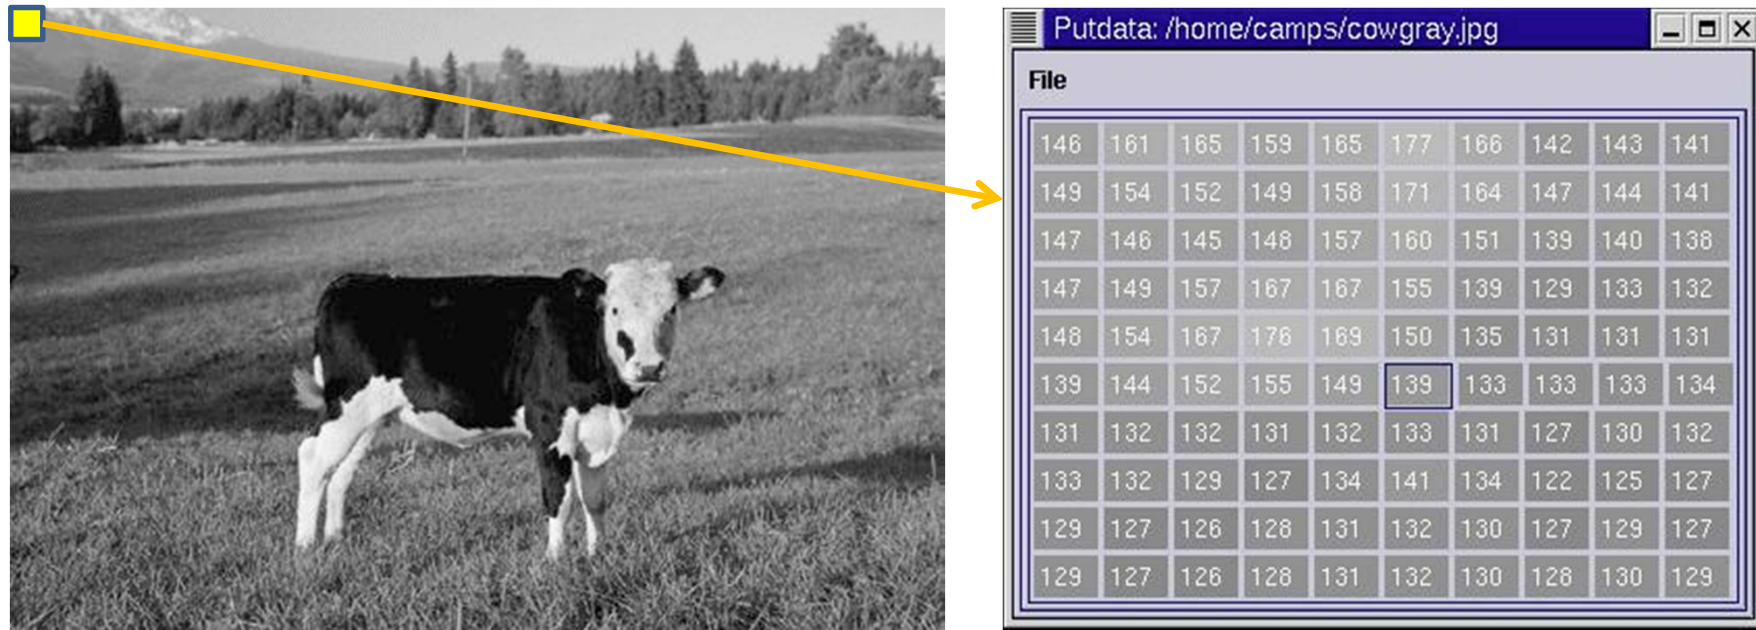 Putdata: /home/camps/cowgray.jpg
File
146 161 165 159 165 177 166 142 143 141
149 154 152 149 158 171 164 147 144 141
147 146 145 148 157 160 151 139 140 138
147 149 157 167 167 155 139 129 133 132
148 154 167 176 169 150 135 131 131 131
139 144 152 155 149 139 133 133 133 134
131 132 132 131 132 133 131 127 130 132
133 132 129 127 134 141 134 122 125 127
129 127 126 128 131 132 130 127 129 127
129 127 126 128 131 132 130 128 130 129